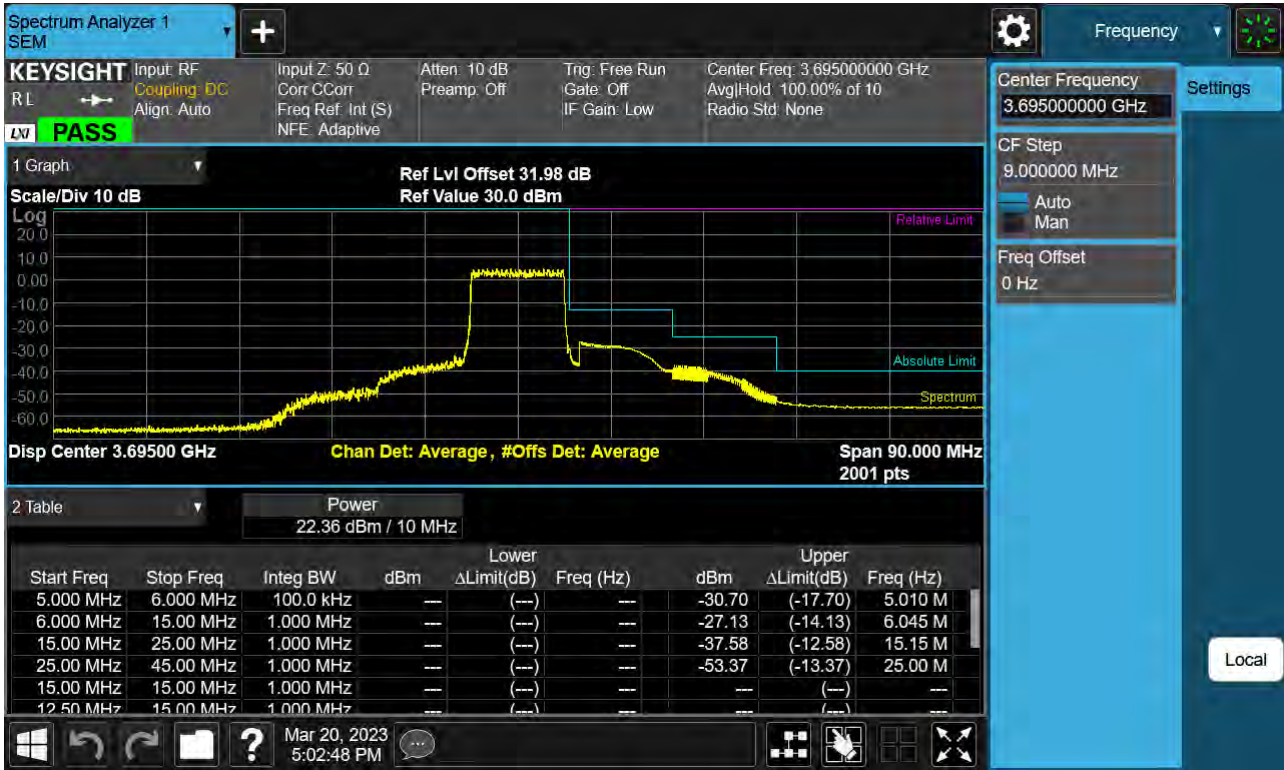 Spectrum Analyzer 1
SEM
Frequency
KEYSIGHT
RL
LXI PASS
Input: RF
Coupling: DC
Align: Auto
Input Z: 50 Ω
Corr CCorr
Freq Ref: Int (S)
NFE: Adaptive
Atten: 10 dB
Preamp: Off
Trig: Free Run
Gate: Off
IF Gain: Low
Center Freq: 3.695000000 GHz
Avg|Hold: 100.00% of 10
Radio Std: None
Center Frequency
3.695000000 GHz
Settings
CF Step
9.000000 MHz
Auto
Man
Freq Offset
0 Hz
Local
1 Graph
Scale/Div 10 dB
Ref Lvl Offset 31.98 dB
Ref Value 30.0 dBm
Log
20.0
10.0
0.00
-10.0
-20.0
-30.0
-40.0
-50.0
-60.0
Relative Limit
Absolute Limit
Spectrum
Disp Center 3.69500 GHz
Chan Det: Average, #Offs Det: Average
Span 90.000 MHz
2001 pts
2 Table
Power
22.36 dBm / 10 MHz
Lower Upper
Start Freq Stop Freq Integ BW dBm ΔLimit(dB) Freq (Hz) dBm ΔLimit(dB) Freq (Hz)
5.000 MHz 6.000 MHz 100.0 kHz --- (---) --- -30.70 (-17.70) 5.010 M
6.000 MHz 15.00 MHz 1.000 MHz --- (---) --- -27.13 (-14.13) 6.045 M
15.00 MHz 25.00 MHz 1.000 MHz --- (---) --- -37.58 (-12.58) 15.15 M
25.00 MHz 45.00 MHz 1.000 MHz --- (---) --- -53.37 (-13.37) 25.00 M
15.00 MHz 15.00 MHz 1.000 MHz --- (---) --- --- (---) ---
12.50 MHz 15.00 MHz 1.000 MHz --- (---) --- --- (---) ---
Mar 20, 2023
5:02:48 PM